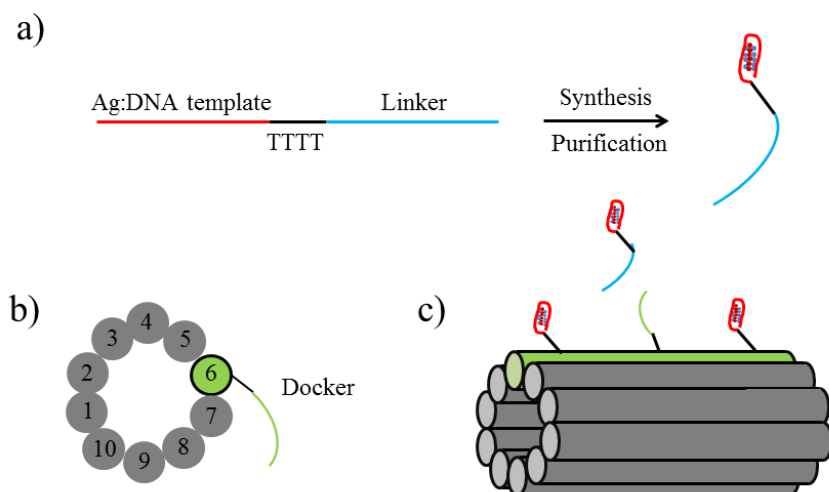 a)
Ag:DNA template
Linker
TTTT
Synthesis
Purification
b)
4
3
5
2
6
Docker
1
7
10
8
9
c)